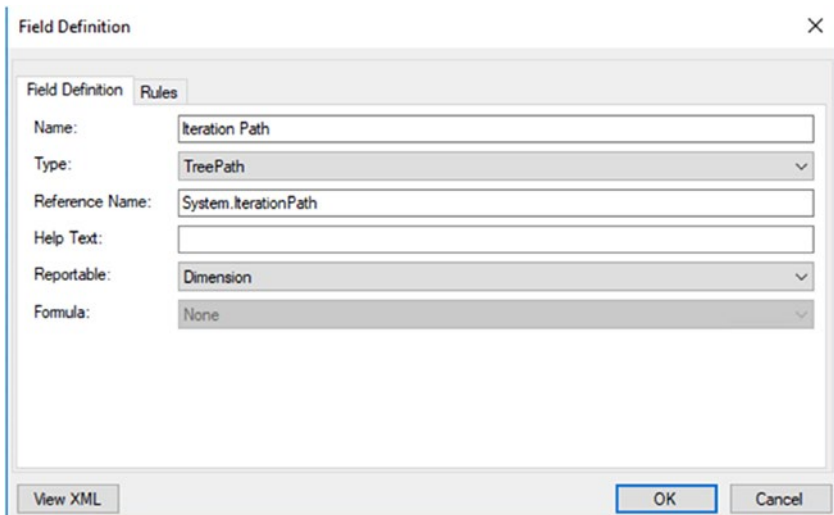 Field Definition
Field Definition Rules
Name: Iteration Path
Type: TreePath
Reference Name: System.IterationPath
Help Text:
Reportable: Dimension
Formula: None
View XML OK Cancel